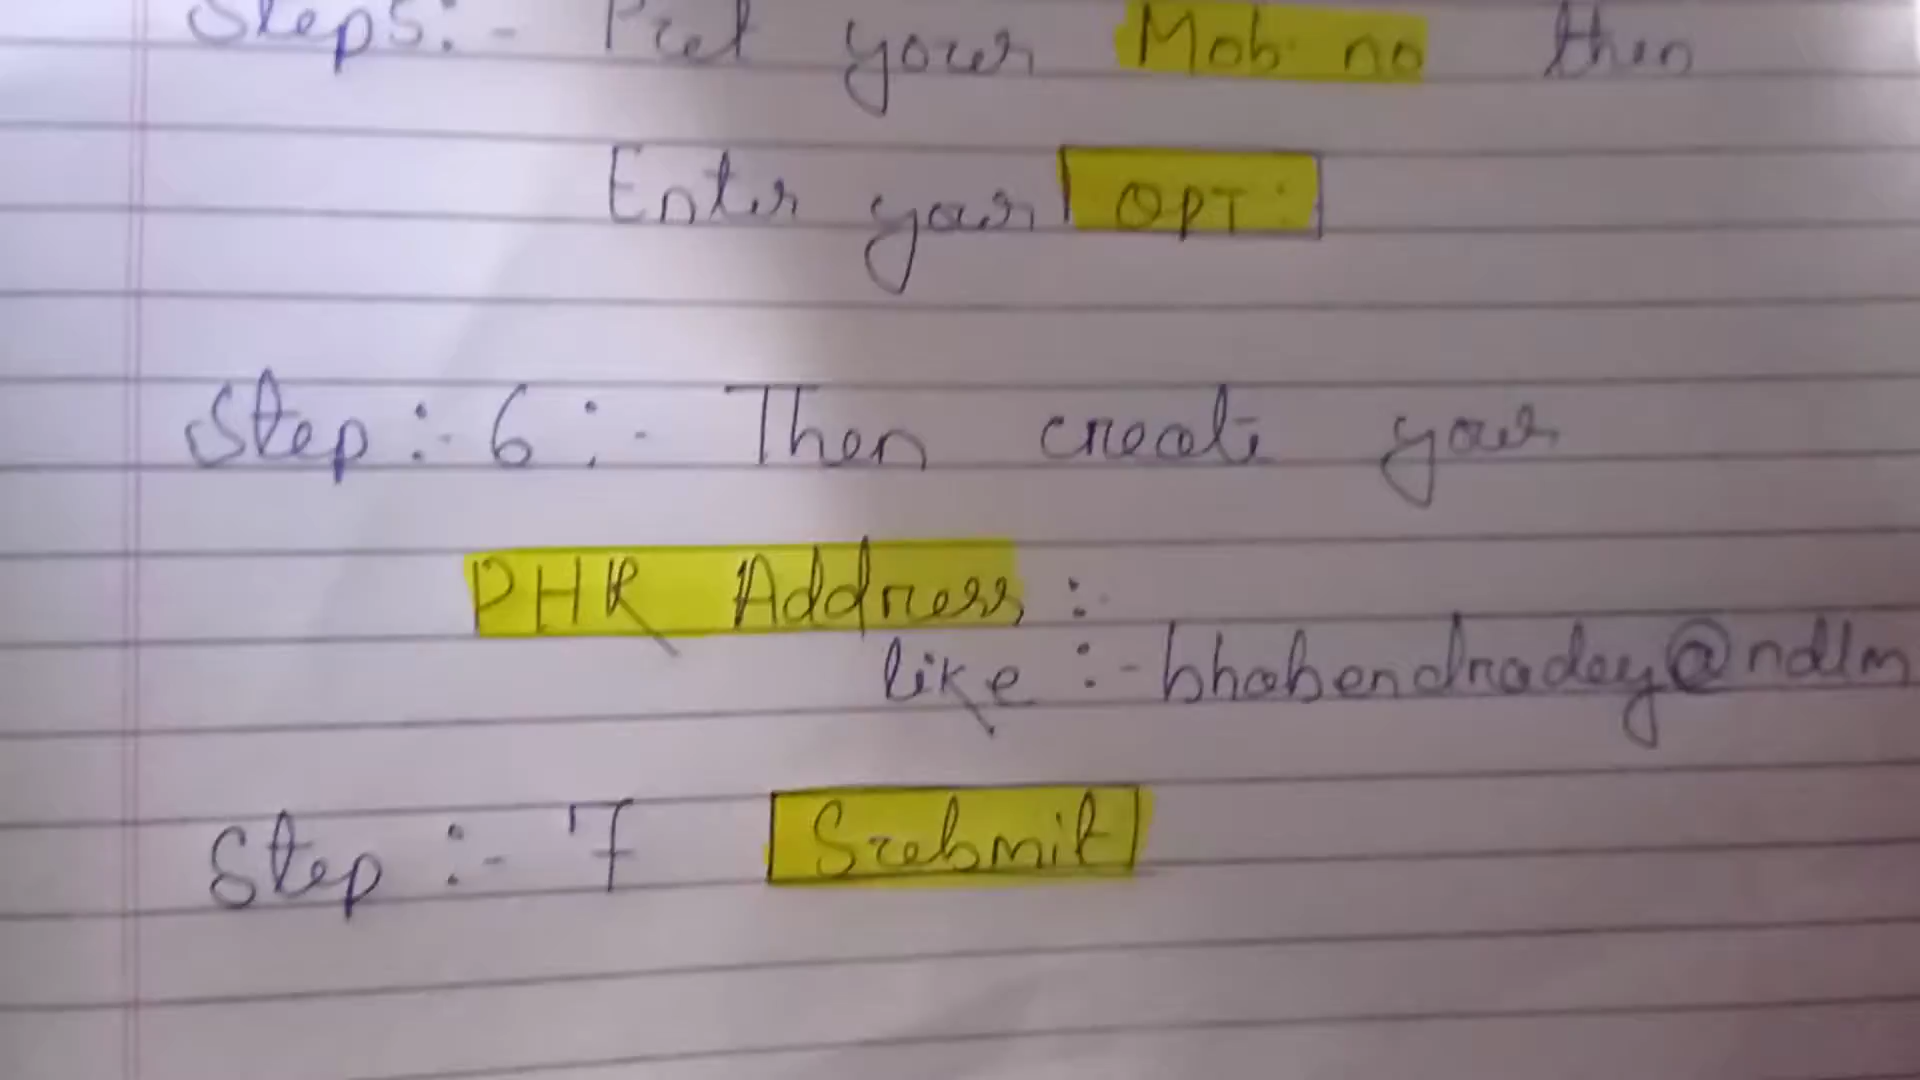 Step5:- Put your Mob no then
Enter your OPT:
Step:- 6:- Then create your
PHR Address:
like:- bhabendradey@ndlm
Step:- 7 Submit